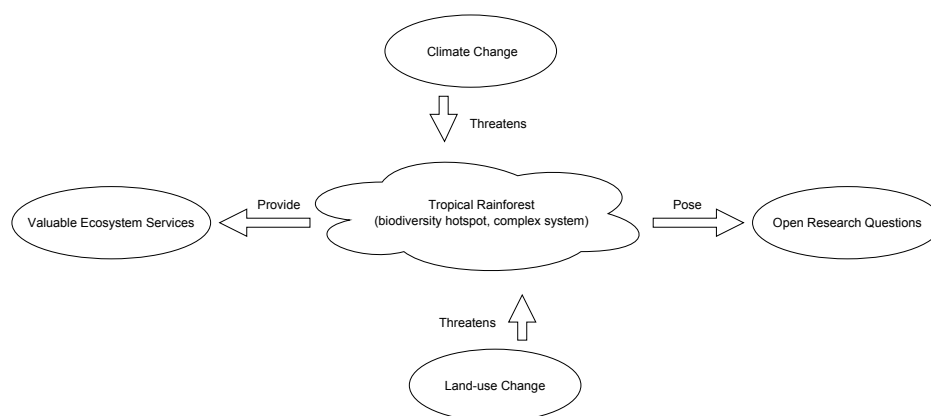 Climate Change
Threatens
Tropical Rainforest
(biodiversity hotspot, complex system)
Provide
Valuable Ecosystem Services
Pose
Open Research Questions
Threatens
Land-use Change